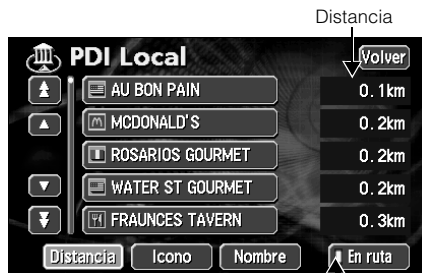 Distancia
PDI Local
Volver
AU BON PAIN 0.1km
MCDONALD'S 0.2km
ROSARIOS GOURMET 0.2km
WATER ST GOURMET 0.2km
FRAUNCES TAVERN 0.3km
Distancia Icono Nombre En ruta